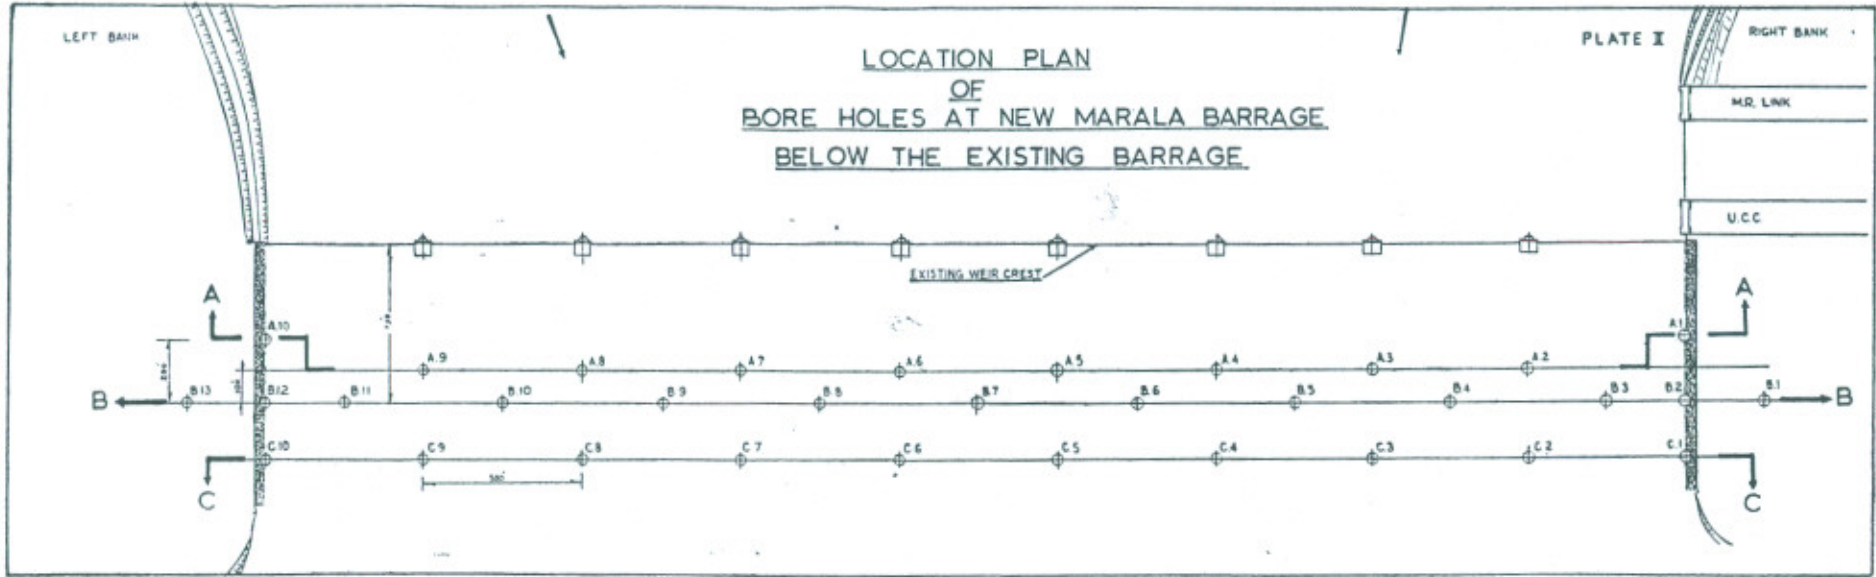 LEFT BANK
PLATE II
RIGHT BANK
LOCATION PLAN
OF
BORE HOLES AT NEW MARALA BARRAGE
BELOW THE EXISTING BARRAGE
M.R. LINK
U.C.C
EXISTING WEIR CREST
A
A
A.10
A.1
A.9
A.8
A.7
A.6
A.5
A.4
A.3
A.2
B
B.13
B.12
B.11
B.10
B.9
B.8
B.7
B.6
B.5
B.4
B.3
B.2
B.1
B
C.10
C.9
C.8
C.7
C.6
C.5
C.4
C.3
C.2
C.1
C
C